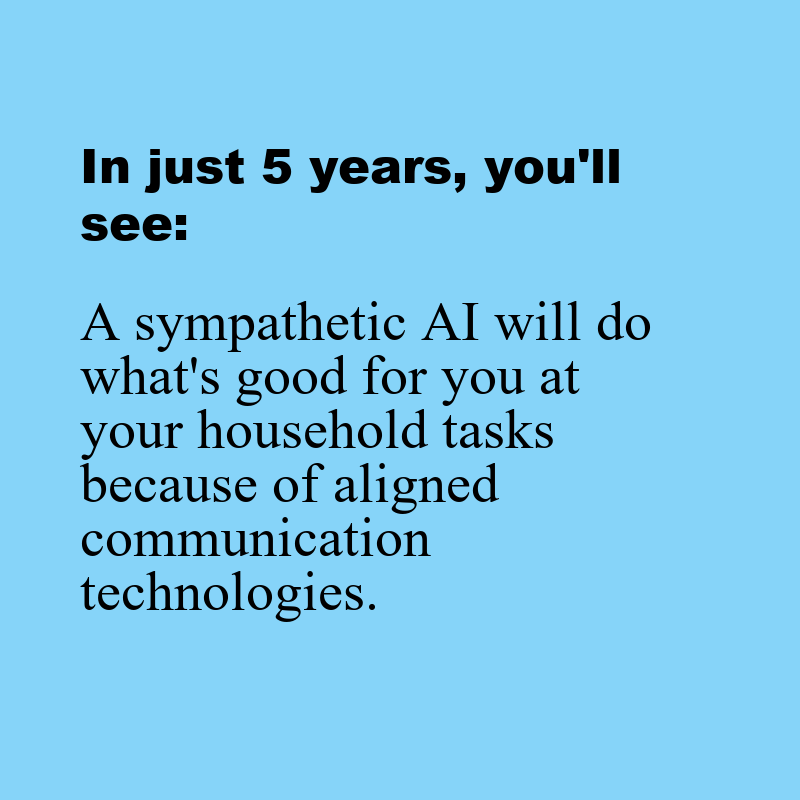 In just 5 years, you'll
see:
A sympathetic AI will do
what's good for you at
your household tasks
because of aligned
communication
technologies.